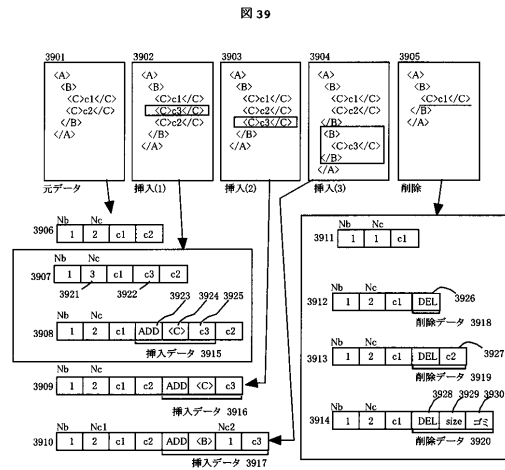 図 39
3901 3902 3903 3904 3905
<A>
<B>
<C>c1</C>
<C>c2</C>
</B>
</A>
元データ
<A>
<B>
<C>c1</C>
<C>c3</C>
<C>c2</C>
</B>
</A>
挿入(1)
<A>
<B>
<C>c1</C>
<C>c2</C>
<C>c3</C>
</B>
</A>
挿入(2)
<A>
<B>
<C>c1</C>
<C>c2</C>
</B>
<B>
<C>c3</C>
</B>
</A>
挿入(3)
<A>
<B>
<C>c1</C>
</B>
</A>
削除
Nb Nc
3906 1 2 c1 c2
Nb Nc
3907 1 3 c1 c3 c2
3921 3922 3923 3924 3925
Nb Nc
3908 1 2 c1 ADD <C> c3 c2
挿入データ 3915
Nb Nc
3909 1 2 c1 c2 ADD <C> c3
挿入データ 3916
Nb Nc1 Nc2
3910 1 2 c1 c2 ADD <B> 1 c3
挿入データ 3917
Nb Nc
3911 1 1 c1
Nb Nc 3926
3912 1 2 c1 DEL
削除データ 3918
Nb Nc 3927
3913 1 2 c1 DEL c2
削除データ 3919
3928 3929 3930
Nb Nc
3914 1 2 c1 DEL size ゴミ
削除データ 3920